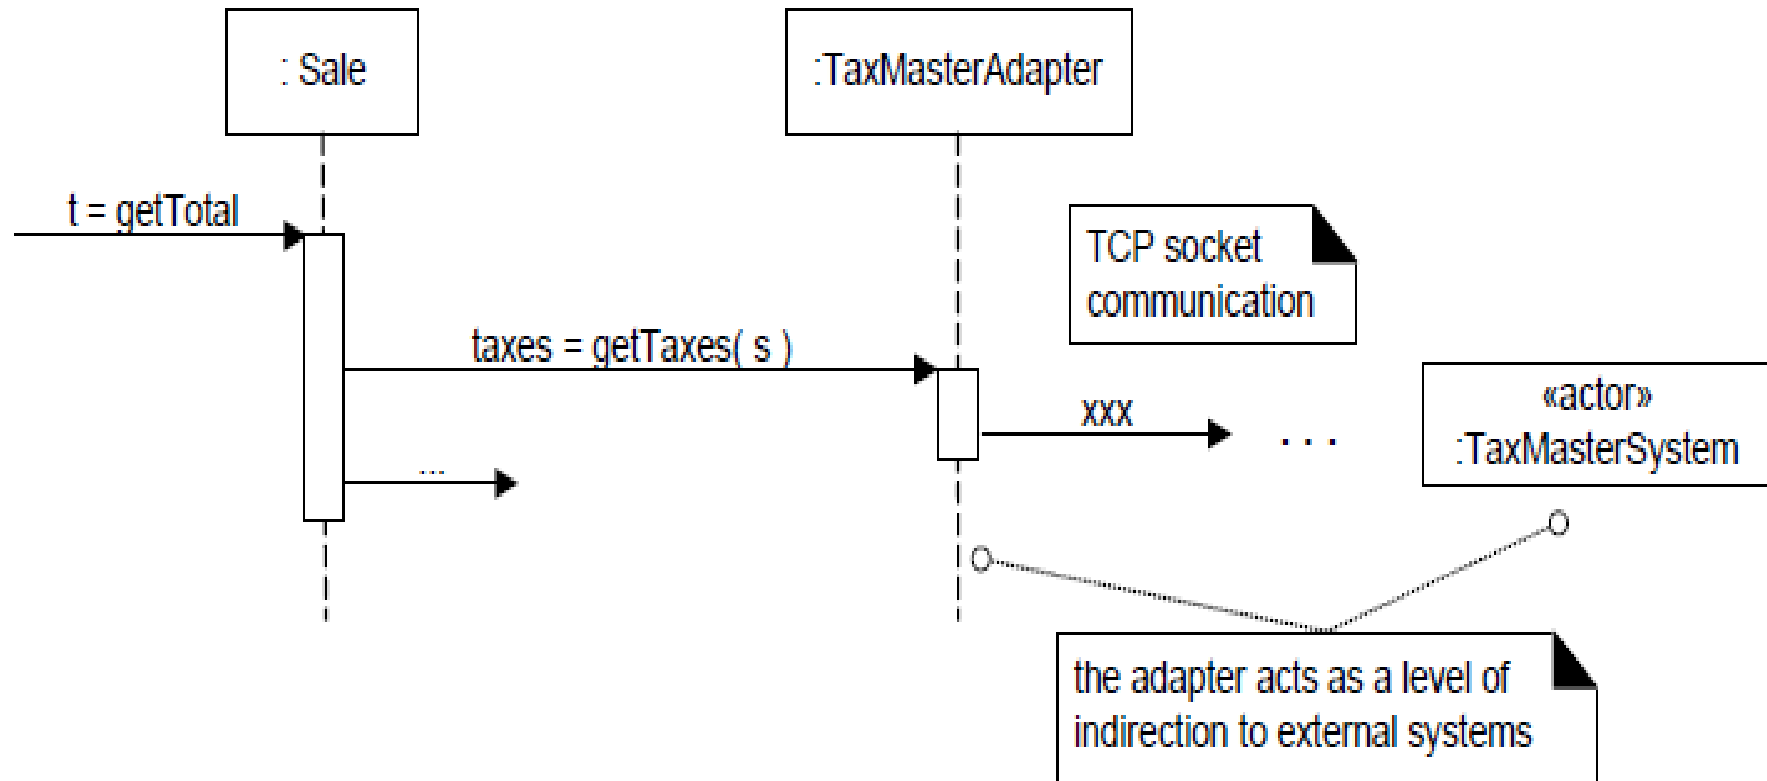 : Sale
:TaxMasterAdapter
t = getTotal
TCP socket
communication
taxes = getTaxes( s )
xxx
. . .
«actor»
:TaxMasterSystem
...
the adapter acts as a level of
indirection to external systems